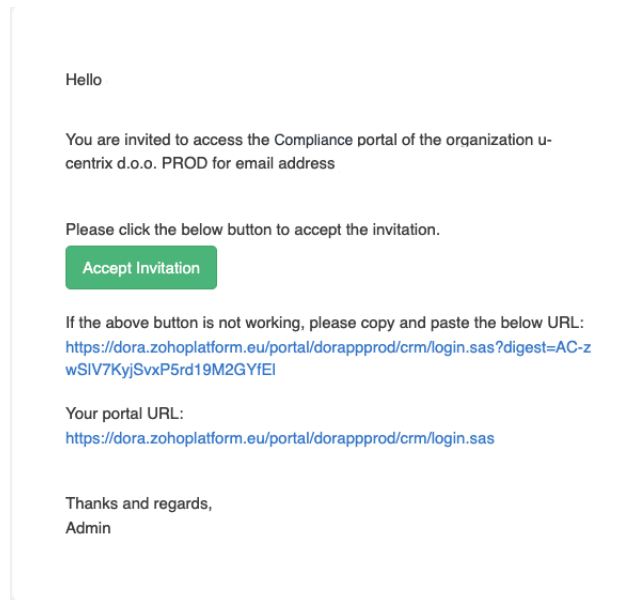 Hello
You are invited to access the Compliance portal of the organization u-
centrix d.o.o. PROD for email address
Please click the below button to accept the invitation.
Accept Invitation
If the above button is not working, please copy and paste the below URL:
https://dora.zohoplatform.eu/portal/dorappprod/crm/login.sas?digest=AC-z
wSlV7KyjSvxP5rd19M2GYfEl
Your portal URL:
https://dora.zohoplatform.eu/portal/dorappprod/crm/login.sas
Thanks and regards,
Admin